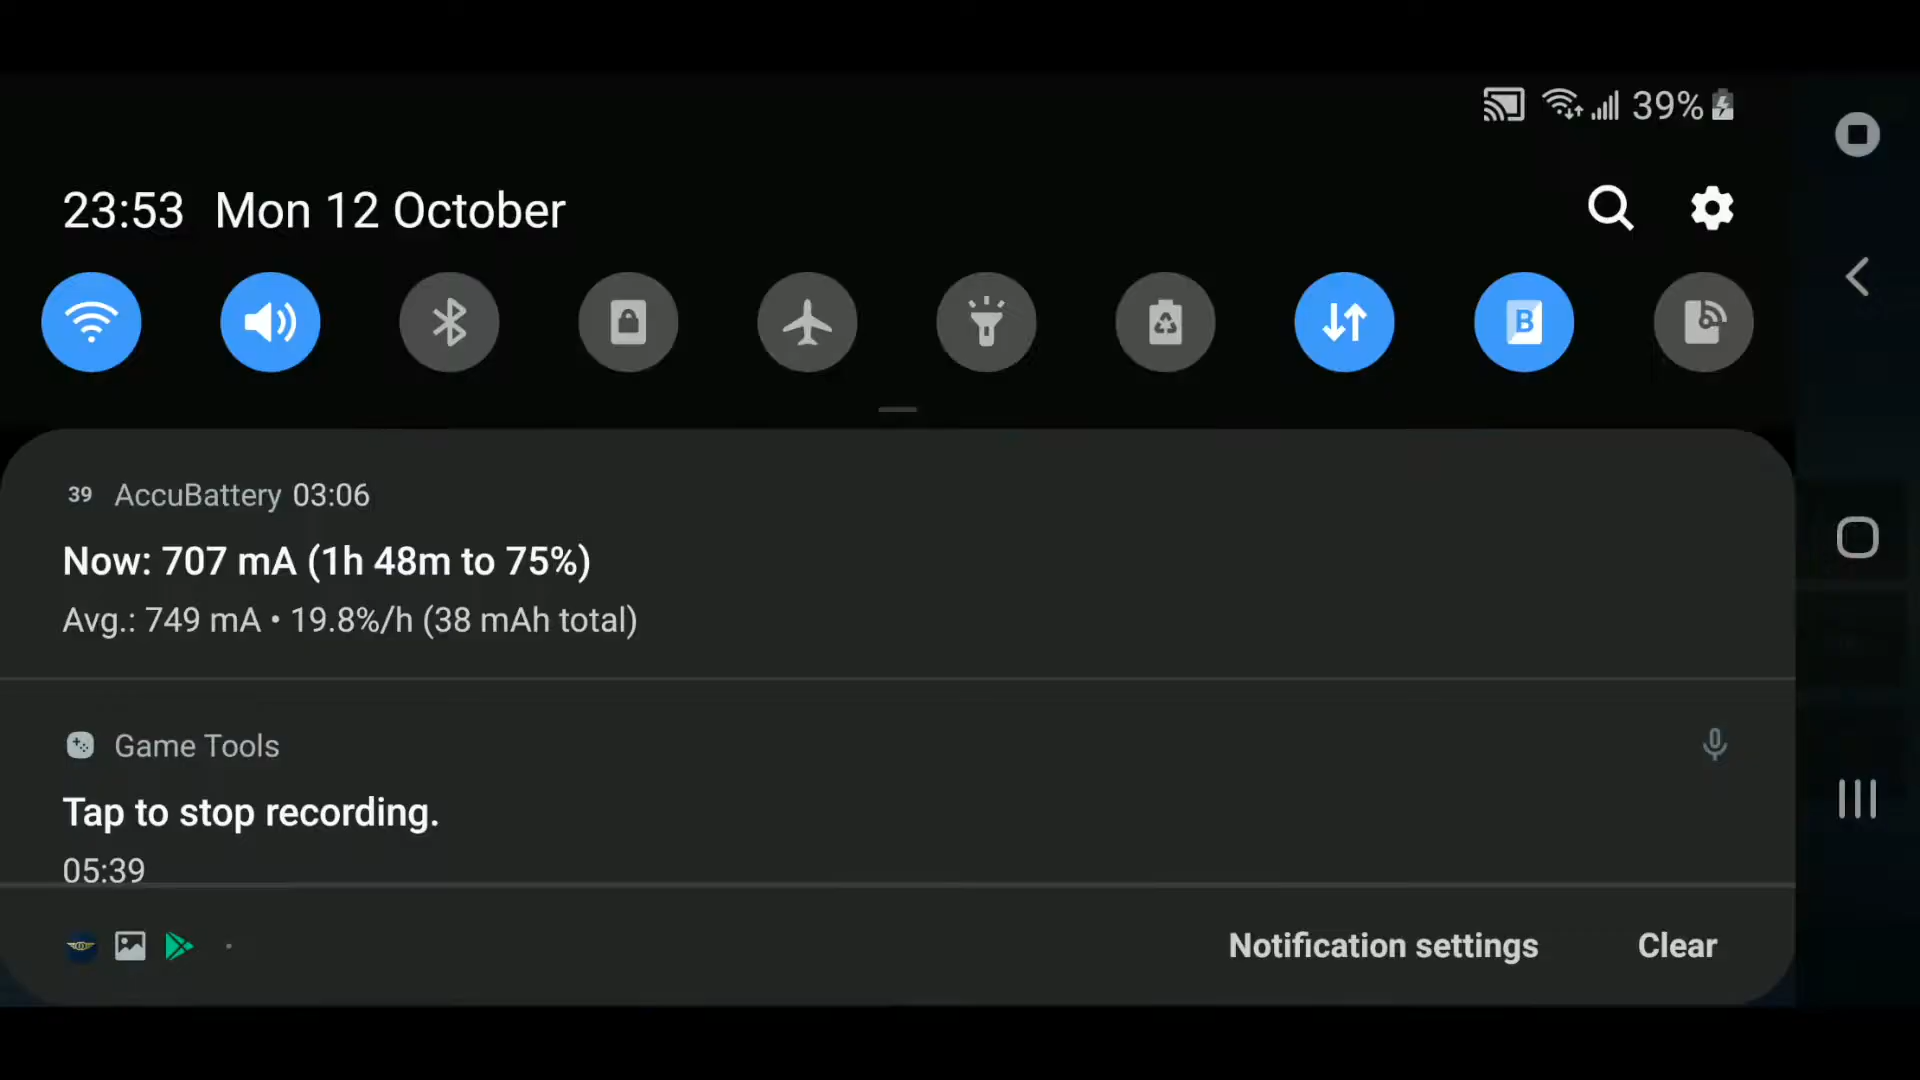 39%
23:53 Mon 12 October
B
39 AccuBattery 03:06
Now: 707 mA (1h 48m to 75%)
Avg.: 749 mA • 19.8%/h (38 mAh total)
Game Tools
Tap to stop recording.
05:39
Notification settings Clear